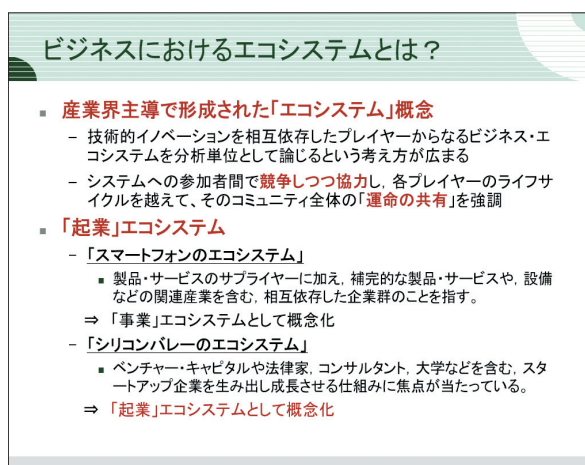 ビジネスにおけるエコシステムとは？
産業界主導で形成された「エコシステム」概念
– 技術的イノベーションを相互依存したプレイヤーからなるビジネス・エ
コシステムを分析単位として論じるという考え方が広まる
– システムへの参加者間で競争しつつ協力し，各プレイヤーのライフサ
イクルを越えて、そのコミュニティ全体の「運命の共有」を強調
「起業」エコシステム
– 「スマートフォンのエコシステム」
製品・サービスのサプライヤーに加え，補完的な製品・サービスや，設備
などの関連産業を含む，相互依存した企業群のことを指す。
⇒ 「事業」エコシステムとして概念化
– 「シリコンバレーのエコシステム」
ベンチャー・キャピタルや法律家，コンサルタント，大学などを含む，スタ
ートアップ企業を生み出し成長させる仕組みに焦点が当たっている。
⇒ 「起業」エコシステムとして概念化